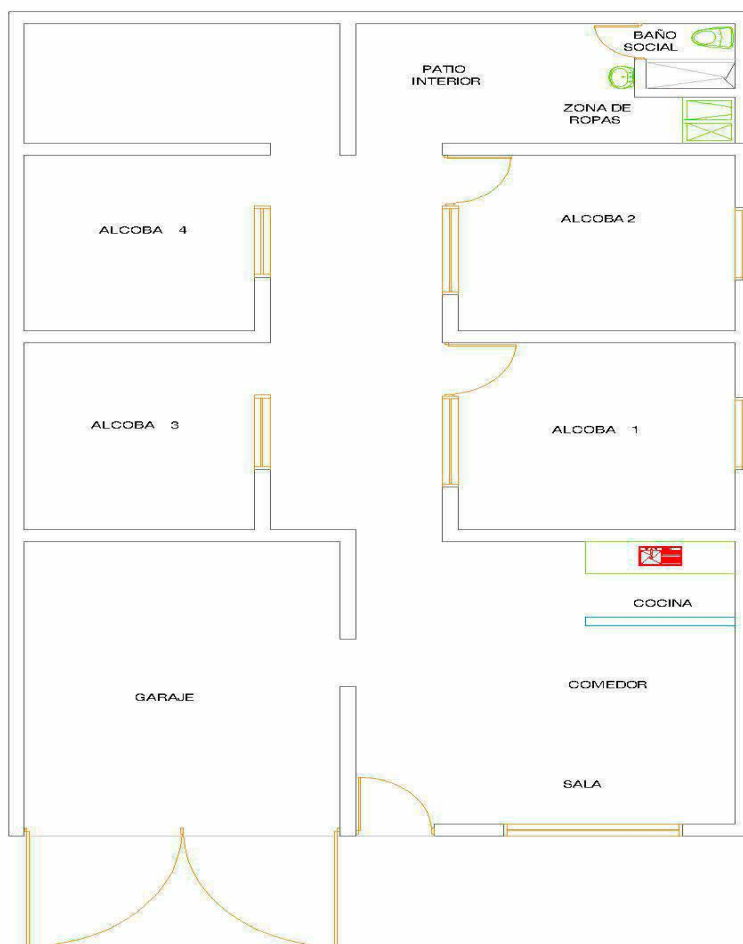 BAÑO
SOCIAL
PATIO
INTERIOR
ZONA DE
ROPAS
ALCOBA 4
ALCOBA 2
ALCOBA 3
ALCOBA 1
COCINA
GARAJE
COMEDOR
SALA